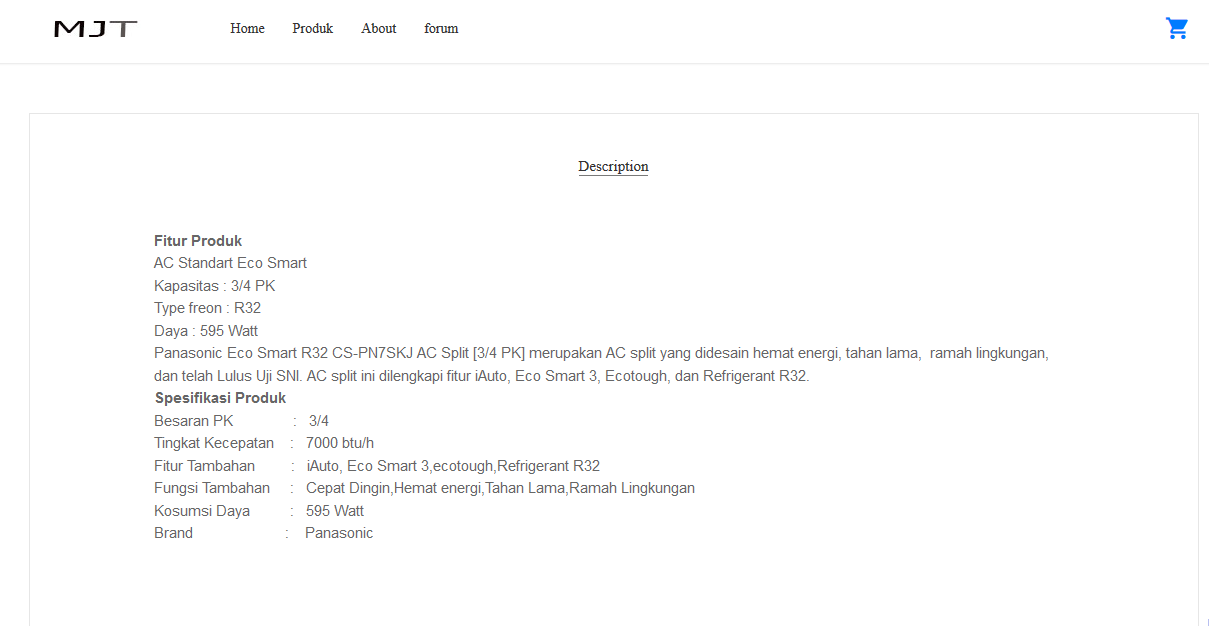 MJT Home Produk About forum
Description
Fitur Produk
AC Standart Eco Smart
Kapasitas : 3/4 PK
Type freon : R32
Daya : 595 Watt
Panasonic Eco Smart R32 CS-PN7SKJ AC Split [3/4 PK] merupakan AC split yang didesain hemat energi, tahan lama, ramah lingkungan,
dan telah Lulus Uji SNI. AC split ini dilengkapi fitur iAuto, Eco Smart 3, Ecotough, dan Refrigerant R32.
Spesifikasi Produk
Besaran PK : 3/4
Tingkat Kecepatan : 7000 btu/h
Fitur Tambahan : iAuto, Eco Smart 3,ecotough,Refrigerant R32
Fungsi Tambahan : Cepat Dingin,Hemat energi,Tahan Lama,Ramah Lingkungan
Kosumsi Daya : 595 Watt
Brand : Panasonic